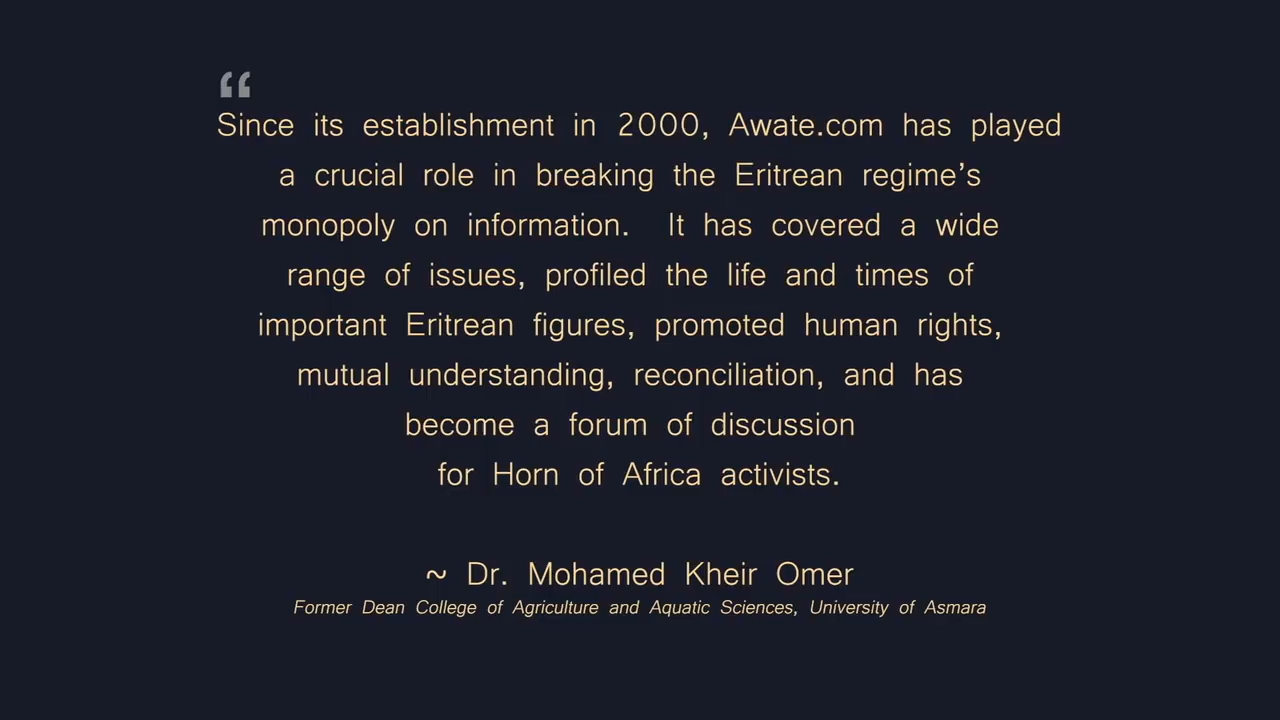 “
Since its establishment in 2000, Awate.com has played
a crucial role in breaking the Eritrean regime’s
monopoly on information.  It has covered a wide
range of issues, profiled the life and times of
important Eritrean figures, promoted human rights,
mutual understanding, reconciliation, and has
become a forum of discussion
for Horn of Africa activists.
~ Dr. Mohamed Kheir Omer
Former Dean College of Agriculture and Aquatic Sciences, University of Asmara